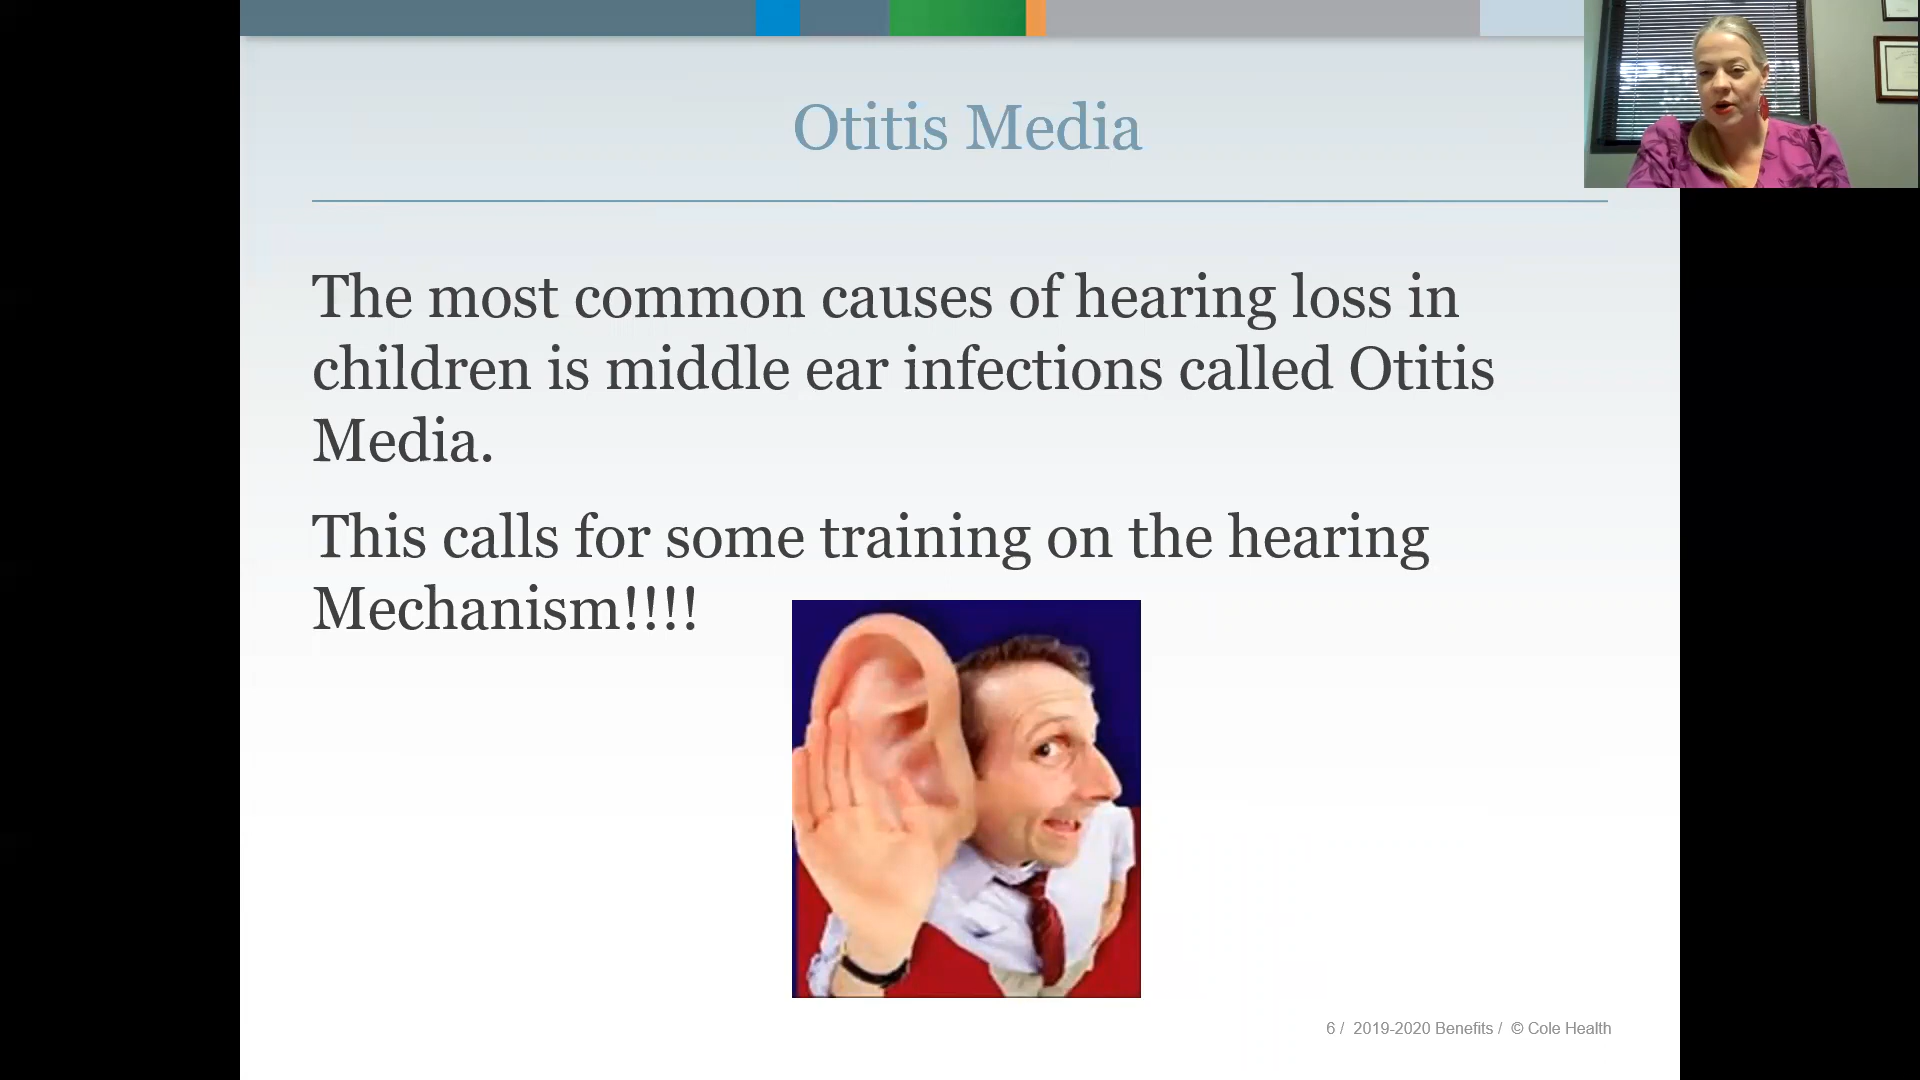 Otitis Media
The most common causes of hearing loss in
children is middle ear infections called Otitis
Media.
This calls for some training on the hearing
Mechanism!!!!
6 / 2019-2020 Benefits / © Cole Health